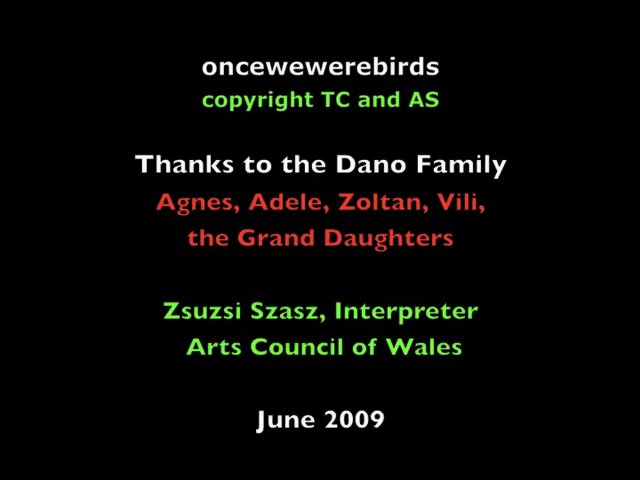 oncewewerebirds
copyright TC and AS
Thanks to the Dano Family
Agnes, Adele, Zoltan, Vili,
the Grand Daughters
Zsuzsi Szasz, Interpreter
Arts Council of Wales
June 2009